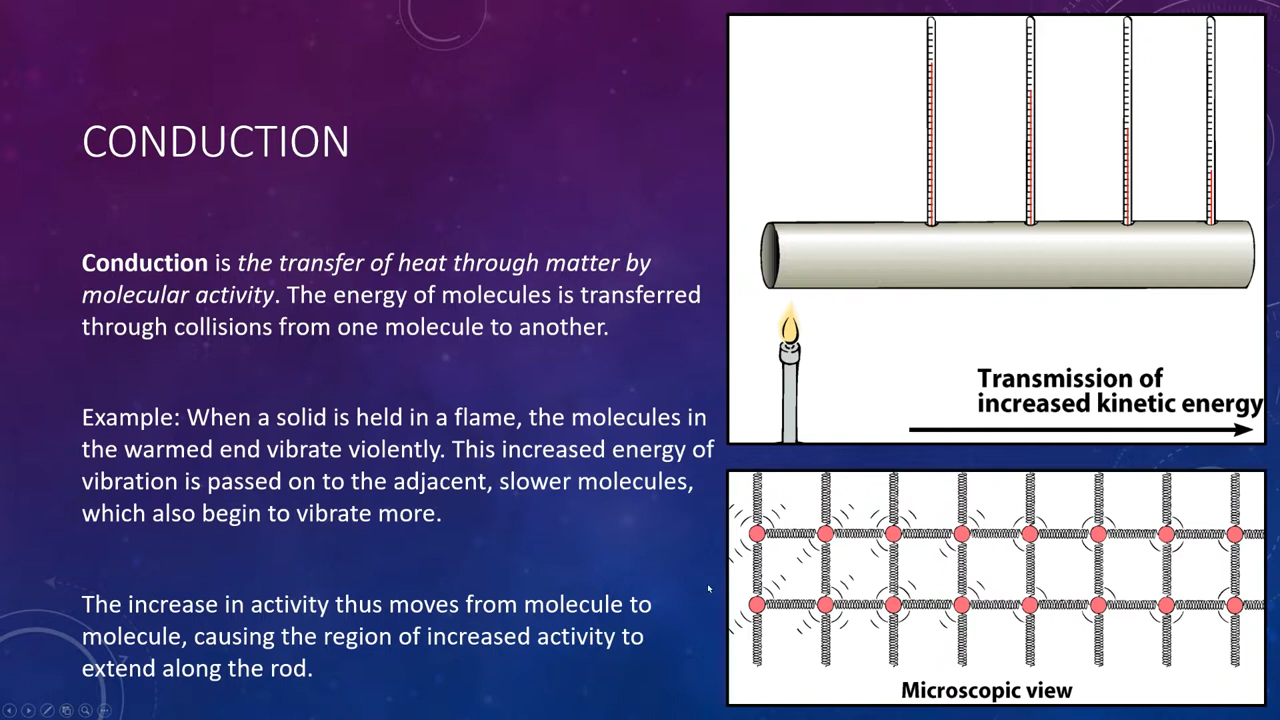 CONDUCTION
Conduction is the transfer of heat through matter by
molecular activity. The energy of molecules is transferred
through collisions from one molecule to another.
Example: When a solid is held in a flame, the molecules in
the warmed end vibrate violently. This increased energy of
vibration is passed on to the adjacent, slower molecules,
which also begin to vibrate more.
The increase in activity thus moves from molecule to
molecule, causing the region of increased activity to
extend along the rod.
Transmission of
increased kinetic energy
Microscopic view